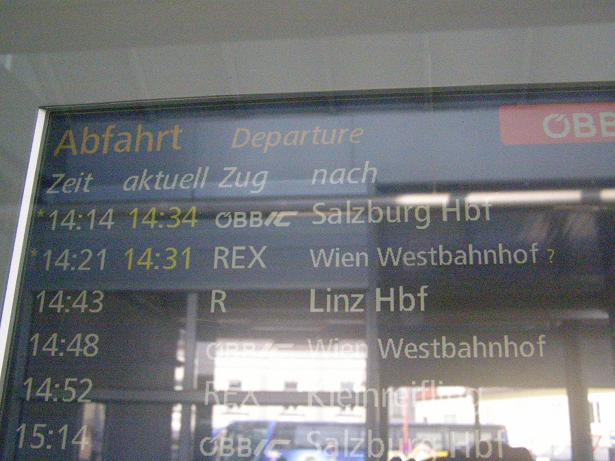 Abfahrt Departure ÖBB
Zeit aktuell Zug nach
*14:14 14:34 ÖBB IC Salzburg Hbf
*14:21 14:31 REX Wien Westbahnhof ?
14:43 R Linz Hbf
14:48 ÖBB IC Wien Westbahnhof
14:52 REX Kleinreifling
15:14 ÖBB IC Salzburg Hbf